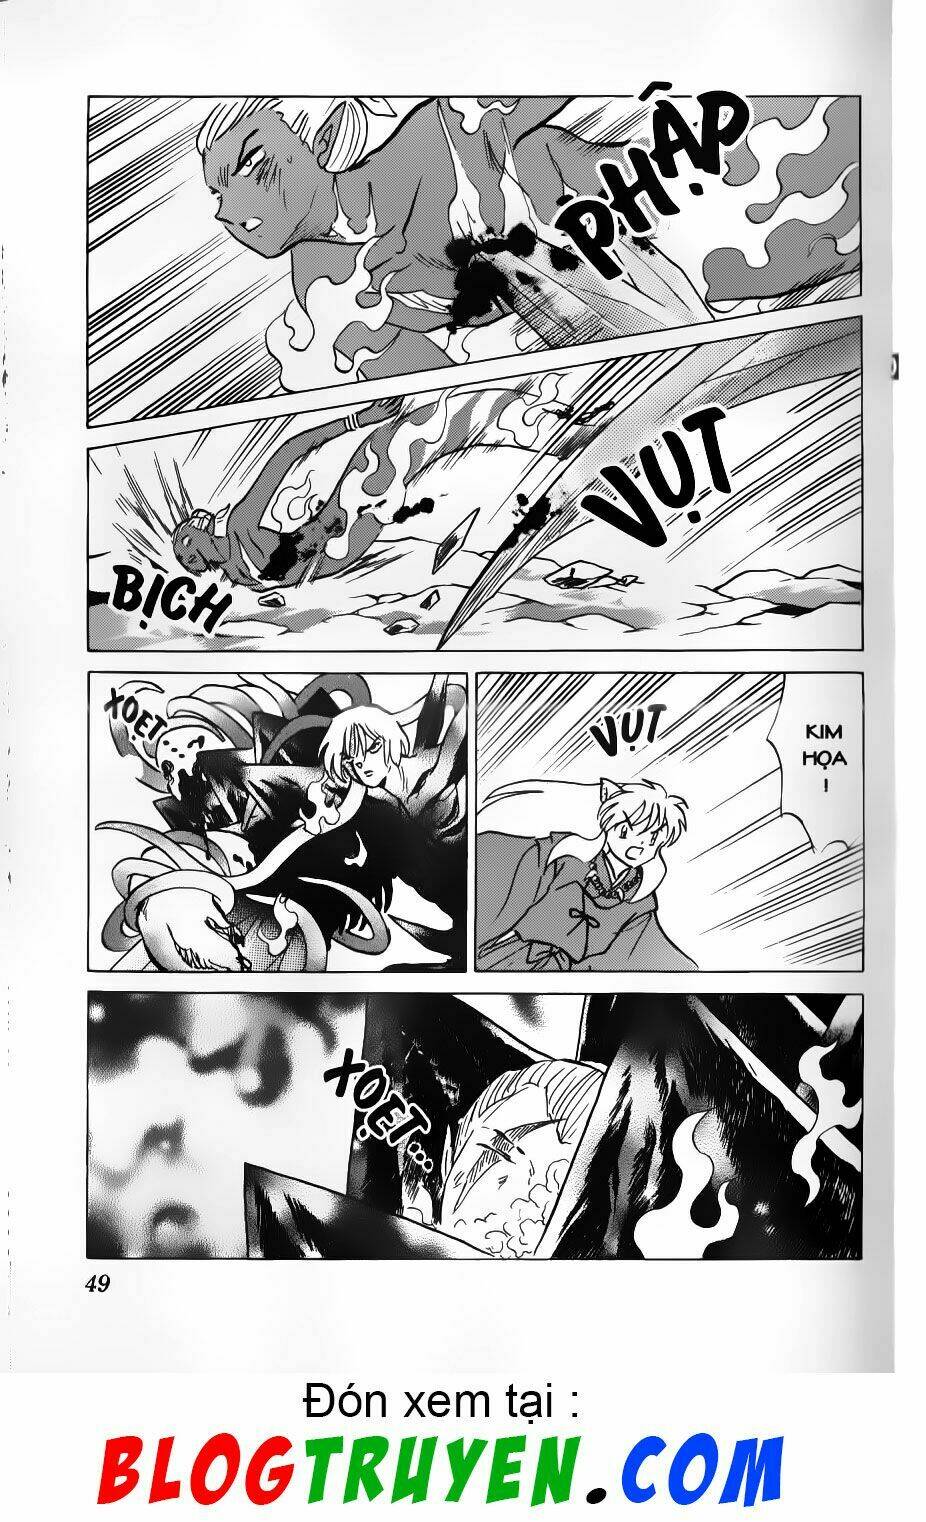 PHẬP
VỤT
BỊCH
XOẸT
VỤT
KIM
HỌA
!
XOẸT...
49
Đón xem tại :
BLOGTRUYEN.COM